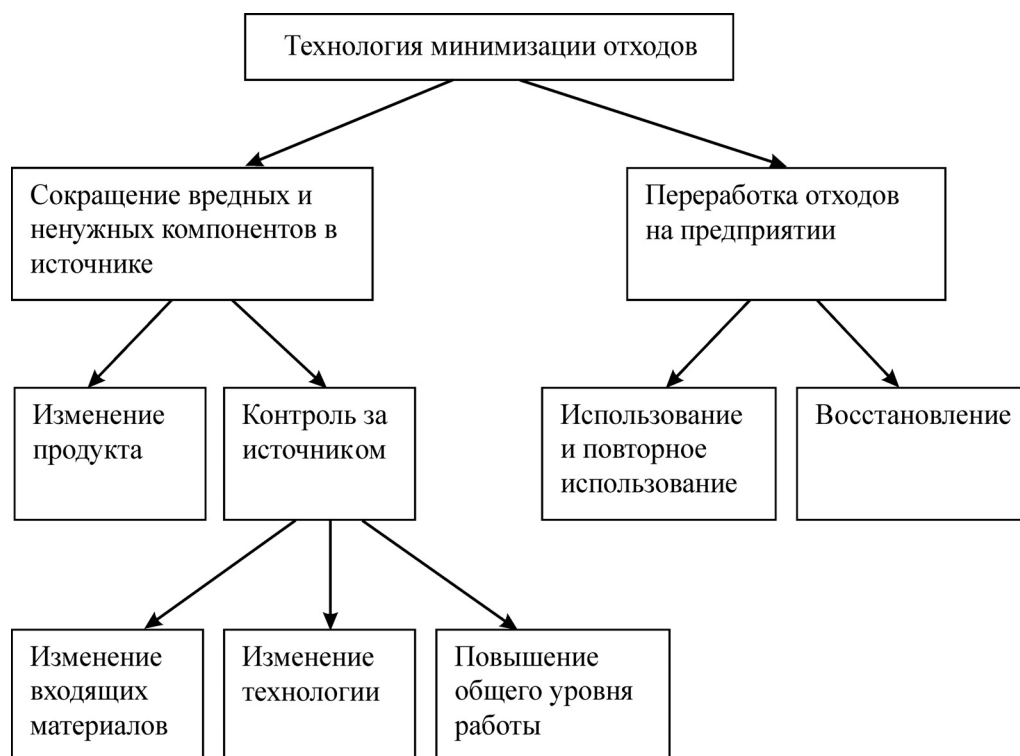 Технология минимизации отходов
Сокращение вредных и
ненужных компонентов в
источнике
Переработка отходов
на предприятии
Изменение
продукта
Контроль за
источником
Использование
и повторное
использование
Восстановление
Изменение
входящих
материалов
Изменение
технологии
Повышение
общего уровня
работы